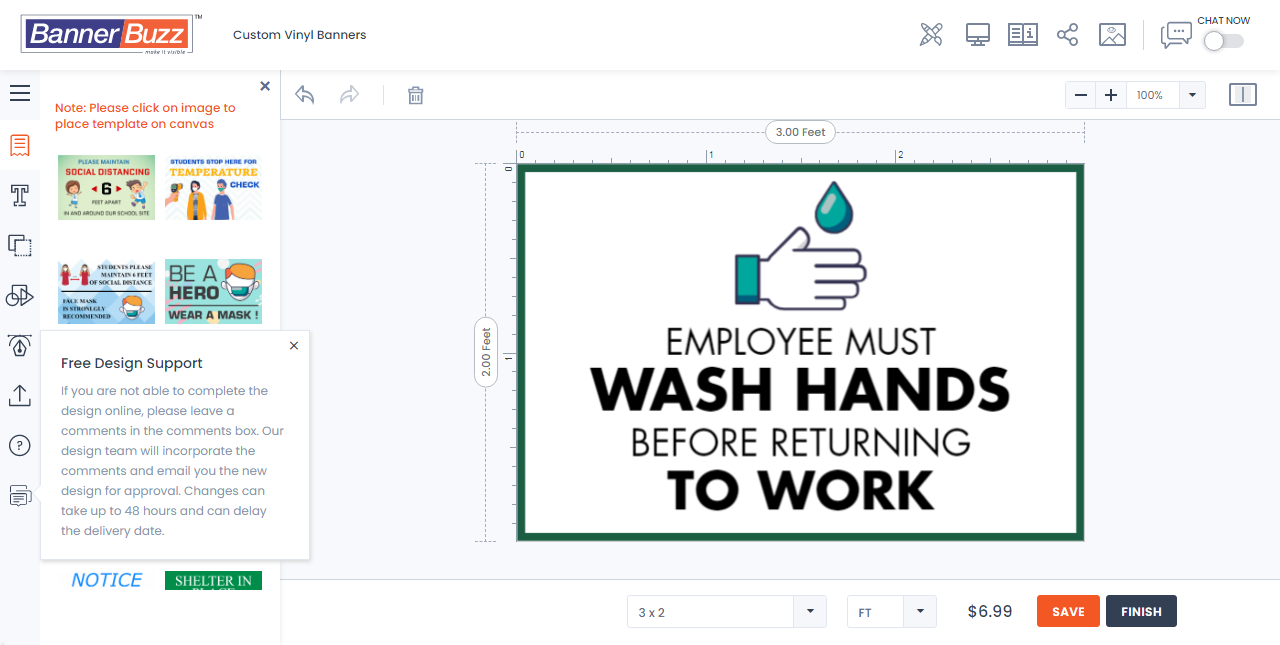 BannerBuzz™
make it visible
Custom Vinyl Banners
CHAT NOW
Note: Please click on image to
place template on canvas
100%
3.00 Feet
0
1
2
0
1
2.00 Feet
PLEASE MAINTAIN
SOCIAL DISTANCING
6
FEET APART
IN AND AROUND OUR SCHOOL SITE
STUDENTS STOP HERE FOR
TEMPERATURE
CHECK
STUDENTS PLEASE
MAINTAIN 6 FEET
OF SOCIAL DISTANCE
FACE MASK
IS STRONLGLY
RECOMMENDED
BE A
HERO
WEAR A MASK !
Free Design Support
If you are not able to complete the
design online, please leave a
comments in the comments box. Our
design team will incorporate the
comments and email you the new
design for approval. Changes can
take up to 48 hours and can delay
the delivery date.
NOTICE
SHELTER IN
PLACE
EMPLOYEE MUST
WASH HANDS
BEFORE RETURNING
TO WORK
3 x 2
FT
$6.99
SAVE
FINISH